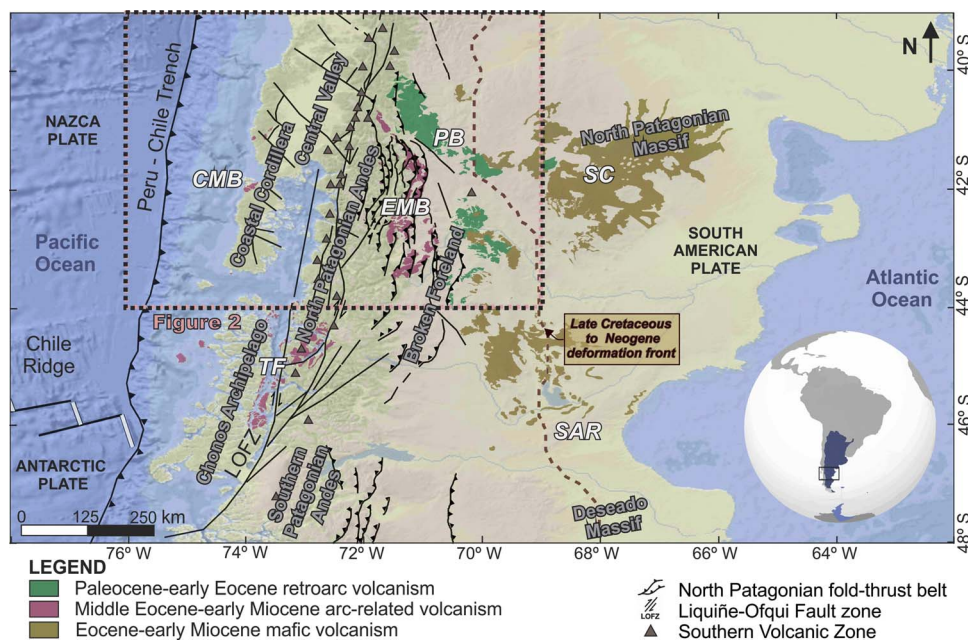 N
40° S
42° S
44° S
46° S
48° S
NAZCA
PLATE
Peru - Chile Trench
Pacific
Ocean
Chile
Ridge
ANTARCTIC
PLATE
CMB
Coastal Cordillera
Central Valley
North Patagonian Andes
EMB
PB
Broken Foreland
North Patagonian
Massif
SC
SOUTH
AMERICAN
PLATE
Atlantic
Ocean
Figure 2
Late Cretaceous
to Neogene
deformation front
TF
Chonos Archipelago
LOFZ
Southern
Patagonian
Andes
SAR
Deseado
Massif
0 125 250 km
76°W 74°W 72°W 70°W 68°W 66°W 64°W
LEGEND
Paleocene-early Eocene retroarc volcanism
Middle Eocene-early Miocene arc-related volcanism
Eocene-early Miocene mafic volcanism
North Patagonian fold-thrust belt
LOFZ Liquiñe-Ofqui Fault zone
Southern Volcanic Zone